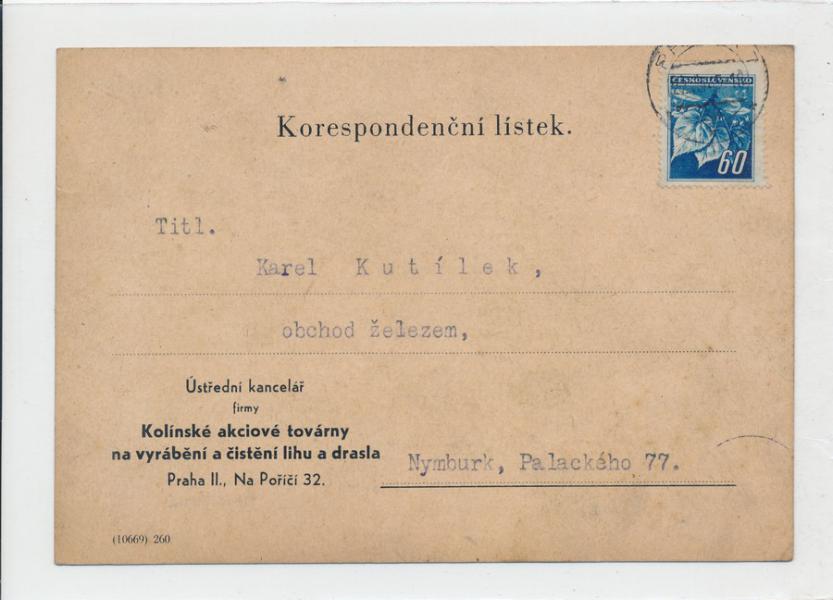 ČESKOSLOVENSKO
60
Korespondenční lístek.
Titl.
Karel Kutílek,
obchod železem,
Ústřední kancelář
firmy
Kolínské akciové továrny
na vyrábění a čistění lihu a drasla
Praha II., Na Poříčí 32.
Nymburk, Palackého 77.
(10669) 260